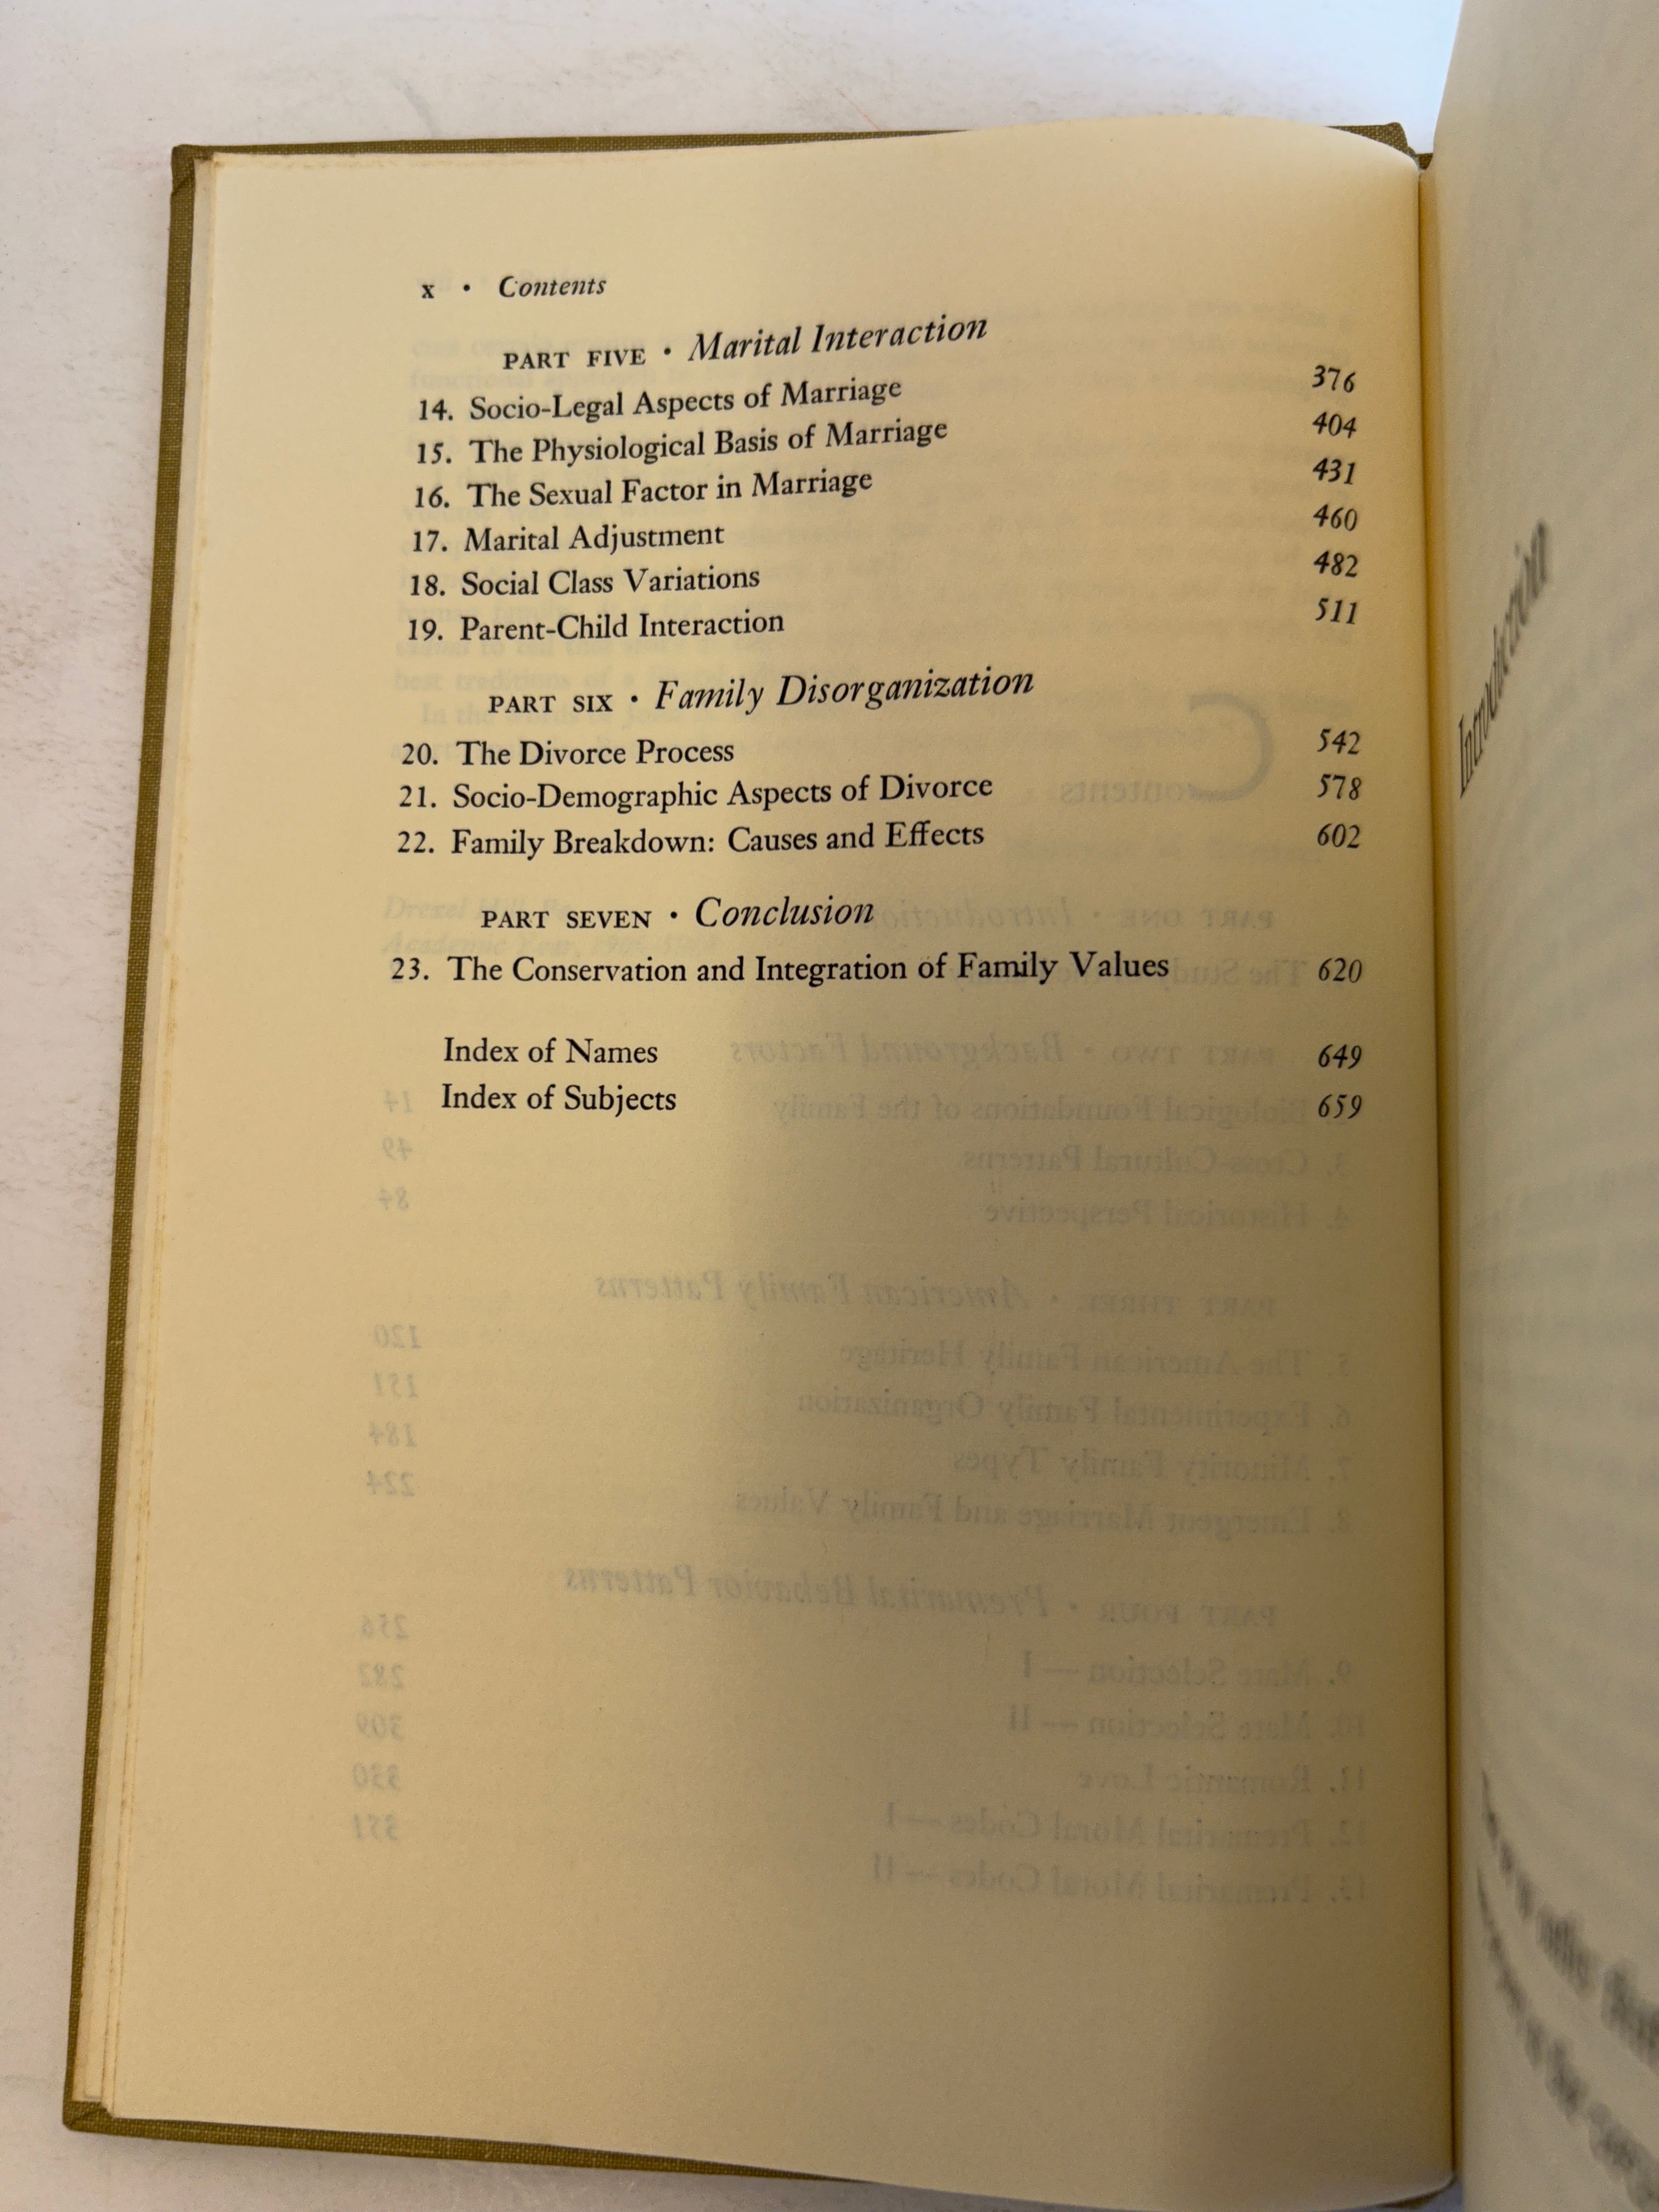 x • Contents
PART FIVE • Marital Interaction
14. Socio-Legal Aspects of Marriage 376
15. The Physiological Basis of Marriage 404
16. The Sexual Factor in Marriage 431
17. Marital Adjustment 460
18. Social Class Variations 482
19. Parent-Child Interaction 511
PART SIX • Family Disorganization
20. The Divorce Process 542
21. Socio-Demographic Aspects of Divorce 578
22. Family Breakdown: Causes and Effects 602
PART SEVEN • Conclusion
23. The Conservation and Integration of Family Values 620
Index of Names 649
Index of Subjects 659
Introduction